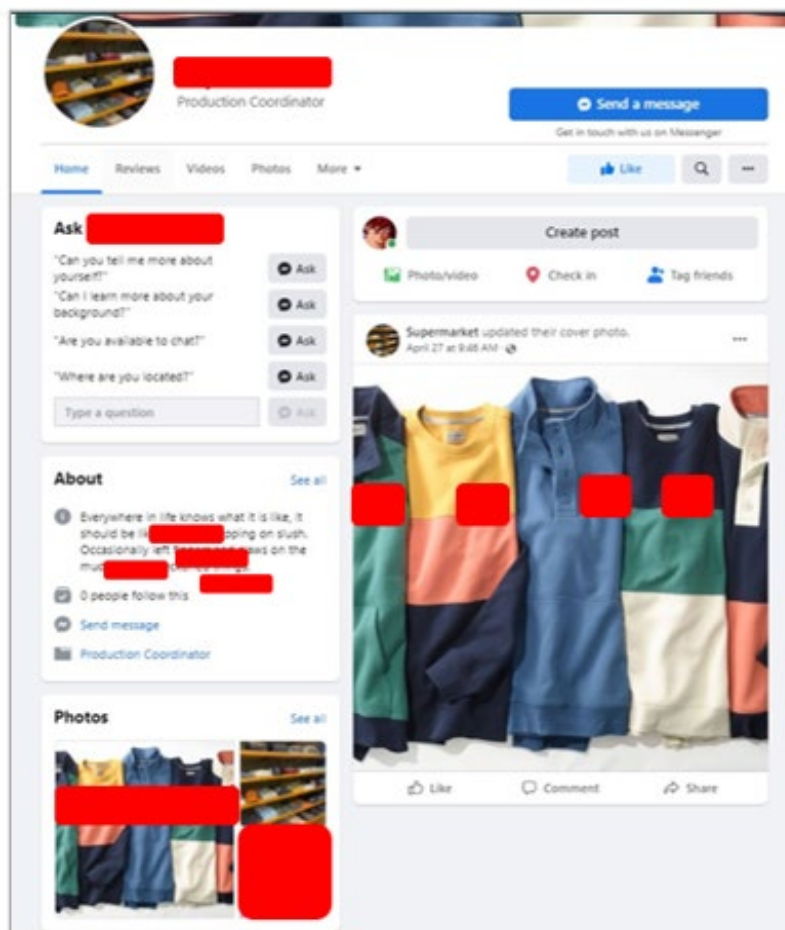 Production Coordinator
Send a message
Get in touch with us on Messenger
Home Reviews Videos Photos More
Like
Ask
"Can you tell me more about
yourself?"
Ask
"Can I learn more about your
background?"
Ask
"Are you available to chat?"
Ask
"Where are you located?"
Ask
Type a question
Ask
Create post
Photo/video Check in Tag friends
Supermarket updated their cover photo.
April 27 at 9:46 AM
About
See all
Everywhere in life knows what it is like, it
should be on slush.
Occasionally left on the
0 people follow this
Send message
Production Coordinator
Photos
See all
Like Comment Share